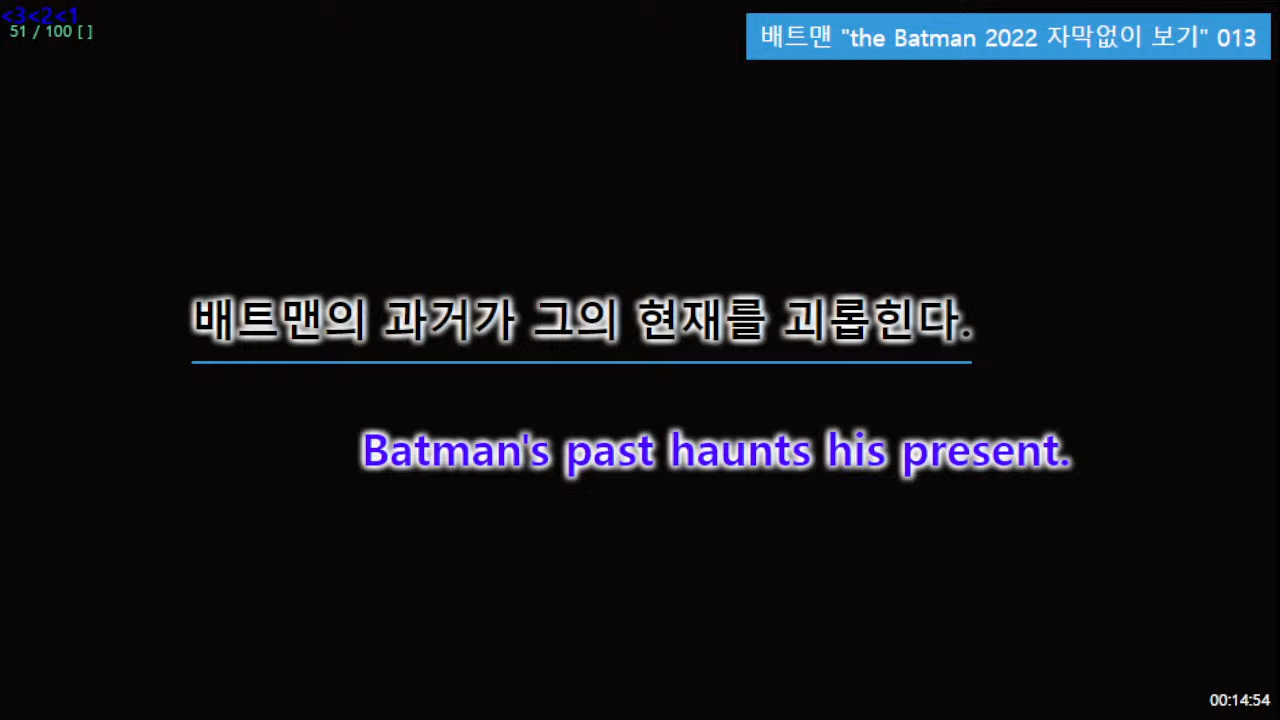 <3<2<1
51 / 100 [ ]
배트맨 "the Batman 2022 자막없이 보기" 013
배트맨의 과거가 그의 현재를 괴롭힌다.
Batman's past haunts his present.
00:14:54